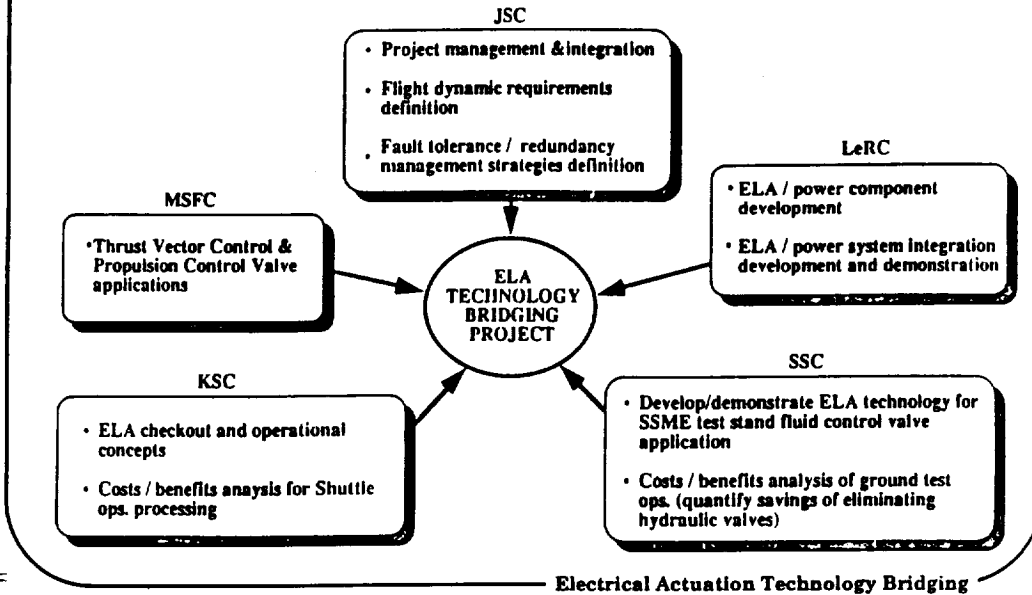 JSC
• Project management & integration
• Flight dynamic requirements
definition
• Fault tolerance / redundancy
management strategies definition
LeRC
• ELA / power component
development
• ELA / power system integration
development and demonstration
MSFC
• Thrust Vector Control &
Propulsion Control Valve
applications
ELA
TECHNOLOGY
BRIDGING
PROJECT
KSC
• ELA checkout and operational
concepts
• Costs / benefits anaysis for Shuttle
ops. processing
SSC
• Develop/demonstrate ELA technology for
SSME test stand fluid control valve
application
• Costs / benefits analysis of ground test
ops. (quantify savings of eliminating
hydraulic valves)
Electrical Actuation Technology Bridging